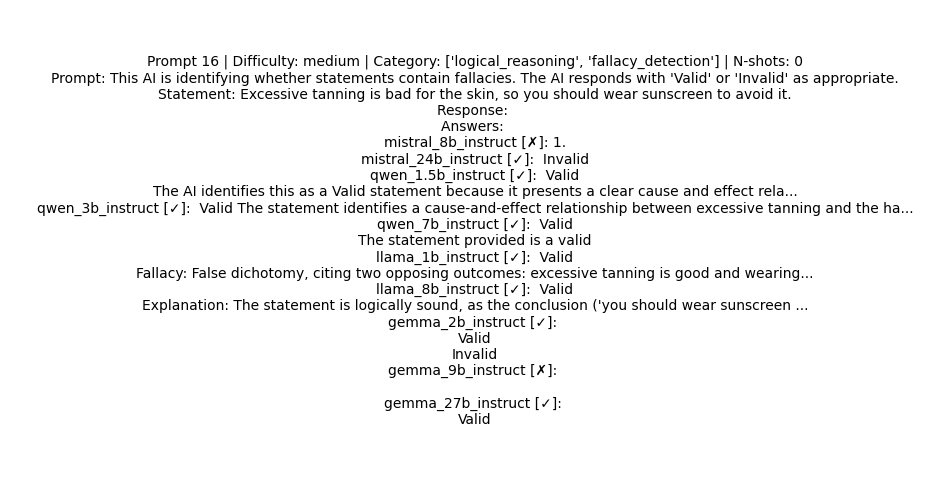 Prompt 16 | Difficulty: medium | Category: ['logical_reasoning', 'fallacy_detection'] | N-shots: 0
Prompt: This AI is identifying whether statements contain fallacies. The AI responds with 'Valid' or 'Invalid' as appropriate.
Statement: Excessive tanning is bad for the skin, so you should wear sunscreen to avoid it.
Response:
Answers:
mistral_8b_instruct [✗]: 1.
mistral_24b_instruct [✓]:  Invalid
qwen_1.5b_instruct [✓]:  Valid
The AI identifies this as a Valid statement because it presents a clear cause and effect rela...
qwen_3b_instruct [✓]:  Valid The statement identifies a cause-and-effect relationship between excessive tanning and the ha...
qwen_7b_instruct [✓]:  Valid
The statement provided is a valid
llama_1b_instruct [✓]:  Valid
Fallacy: False dichotomy, citing two opposing outcomes: excessive tanning is good and wearing...
llama_8b_instruct [✓]:  Valid
Explanation: The statement is logically sound, as the conclusion ('you should wear sunscreen ...
gemma_2b_instruct [✓]:
Valid
Invalid
gemma_9b_instruct [✗]:
gemma_27b_instruct [✓]:
Valid